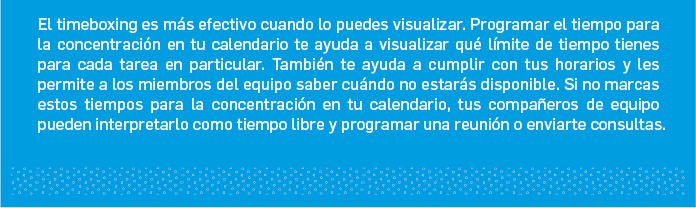 El timeboxing es más efectivo cuando lo puedes visualizar. Programar el tiempo para
la concentración en tu calendario te ayuda a visualizar qué límite de tiempo tienes
para cada tarea en particular. También te ayuda a cumplir con tus horarios y les
permite a los miembros del equipo saber cuándo no estarás disponible. Si no marcas
estos tiempos para la concentración en tu calendario, tus compañeros de equipo
pueden interpretarlo como tiempo libre y programar una reunión o enviarte consultas.